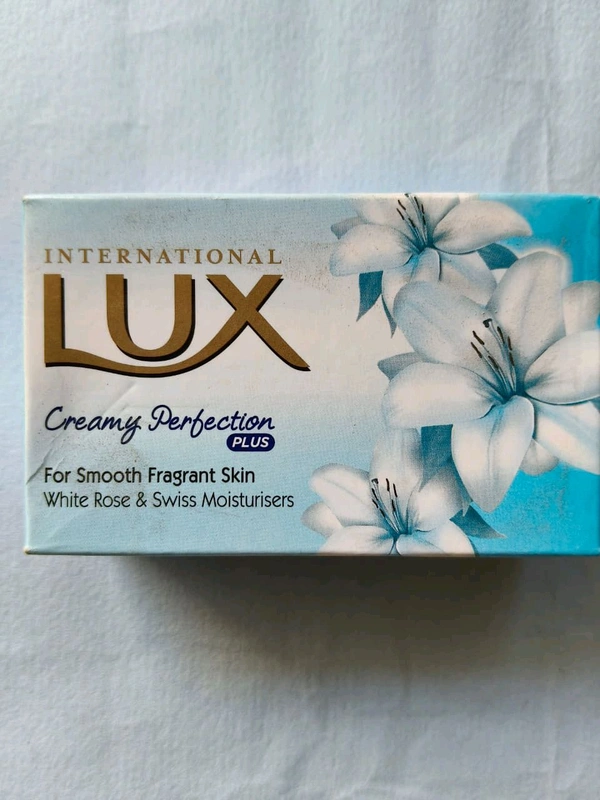 INTERNATIONAL
LUX
Creamy Perfection
PLUS
For Smooth Fragrant Skin
White Rose & Swiss Moisturisers